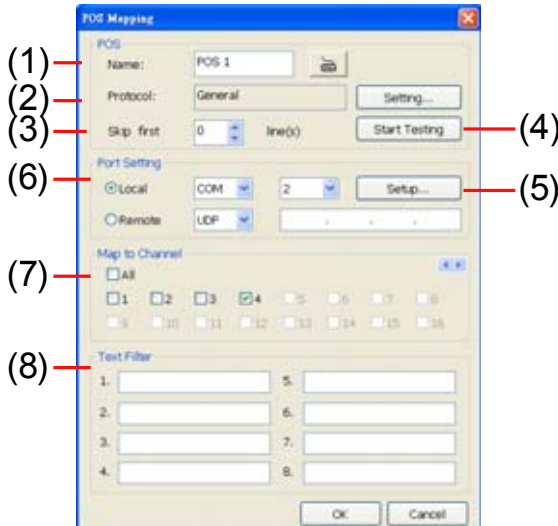 POS Mapping
POS
(1) Name: POS 1
(2) Protocol: General Setting...
(3) Skip first 0 line(s) Start Testing (4)
Port Setting
(6) Local COM 2 Setup... (5)
Remote UDP . . .
Map to Channel
(7) All
1 2 3 4 5 6 7 8
9 10 11 12 13 14 15 16
Text Filter
(8) 1. 5.
2. 6.
3. 7.
4. 8.
OK Cancel